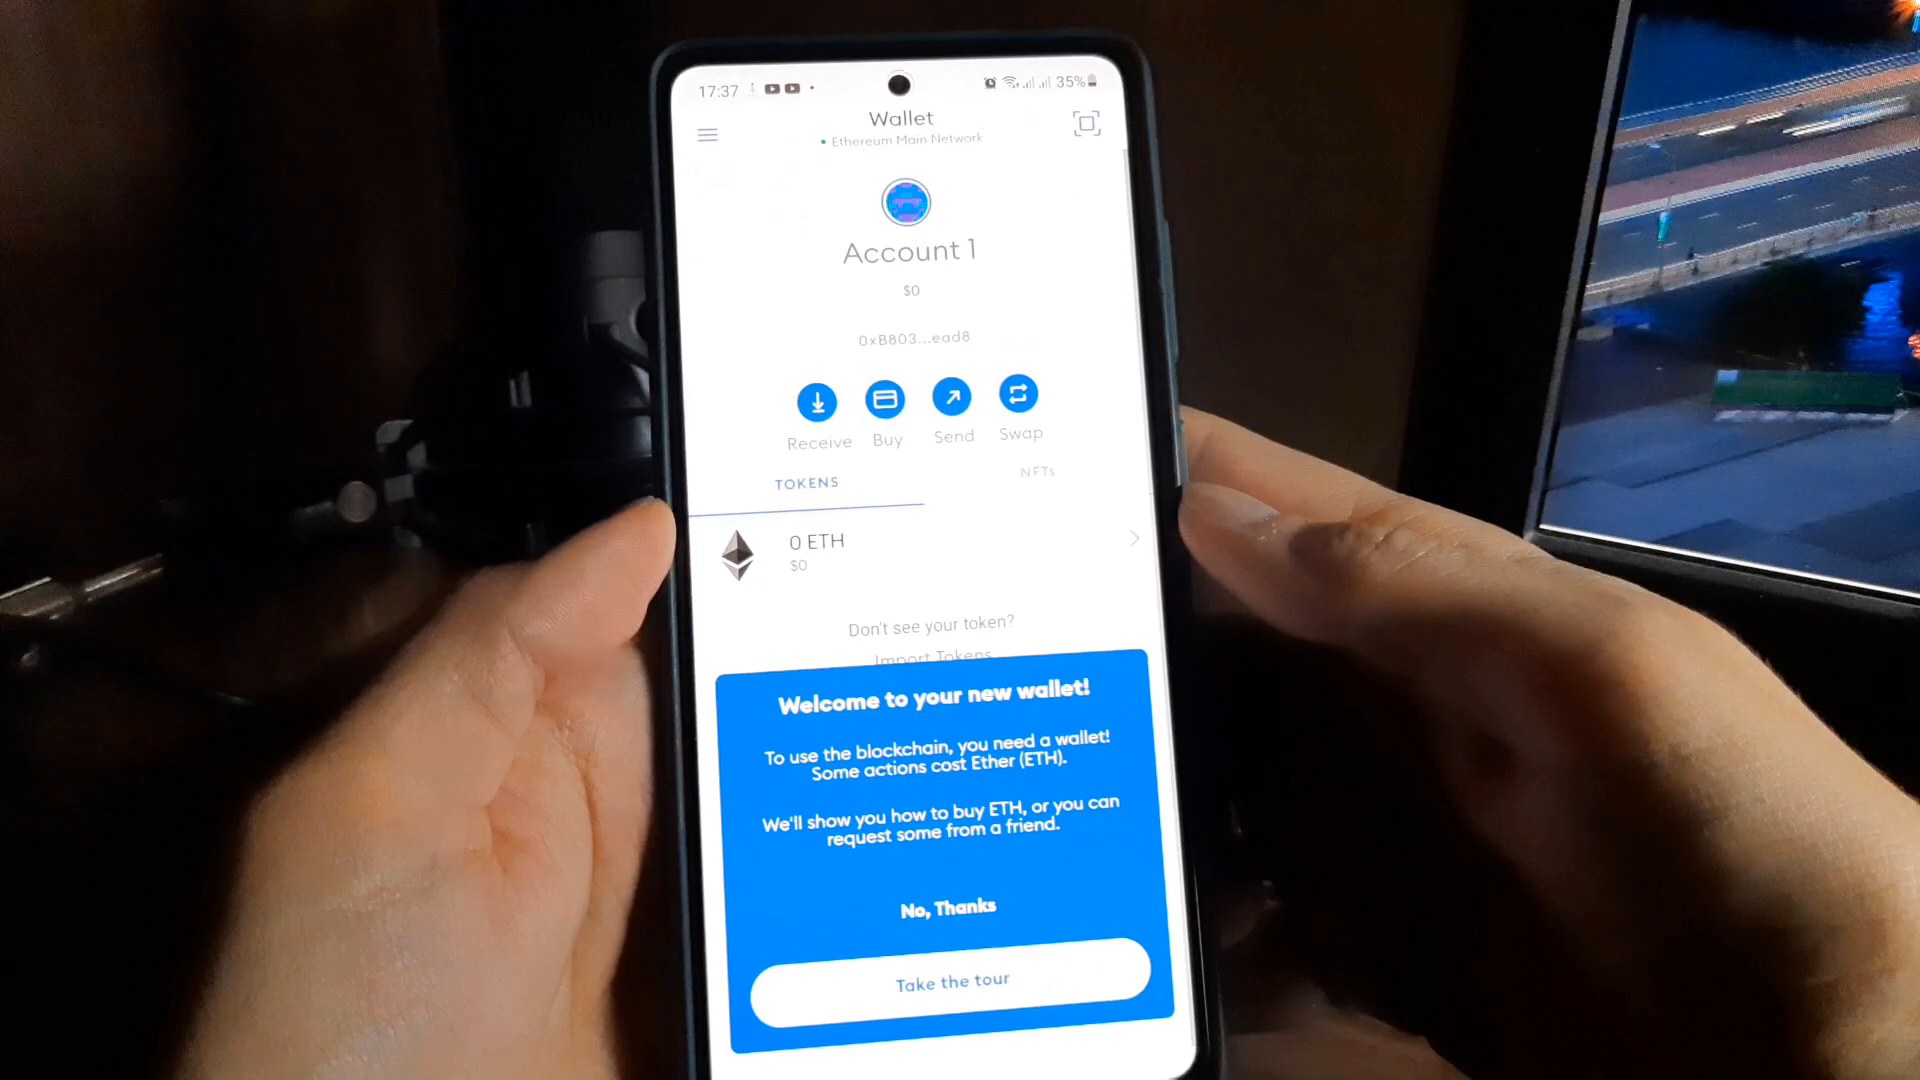 17:37
35%
Wallet
Ethereum Main Network
Account 1
$0
0xB803...ead8
Receive
Buy
Send
Swap
TOKENS
NFTs
0 ETH
$0
Don't see your token?
Import Tokens
Welcome to your new wallet!
To use the blockchain, you need a wallet!
Some actions cost Ether (ETH).
We'll show you how to buy ETH, or you can
request some from a friend.
No, Thanks
Take the tour